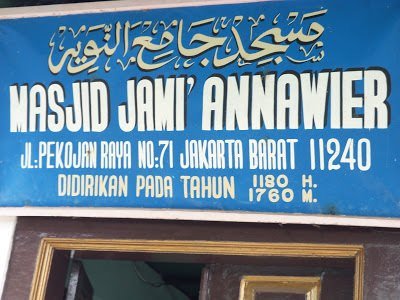 مسجد جامع النوير
MASJID JAMI' ANNAWIER
JL.: PEKOJAN RAYA NO: 71 JAKARTA BARAT 11240
DIDIRIKAN PADA TAHUN 1180 H.
1760 M.